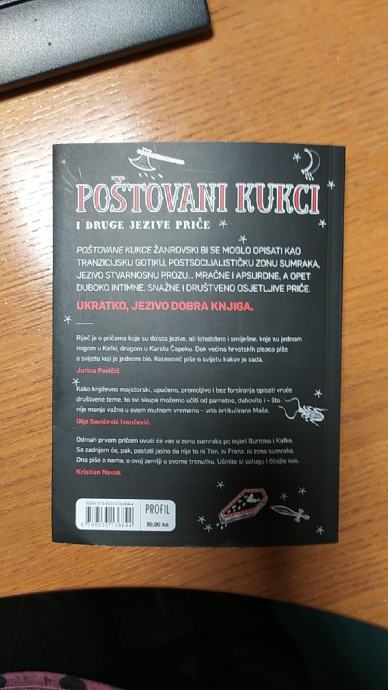 POŠTOVANI KUKCI
I DRUGE JEZIVE PRIČE
POŠTOVANE KUKCE ŽANROVSKI BI SE MOGLO OPISATI KAO
TRANZICIJSKU GOTIKU, POSTSOCIJALISTIČKU ZONU SUMRAKA,
JEZIVO STVARNOSNU PROZU... MRAČNE I APSURDNE, A OPET
DUBOKO INTIMNE, SNAŽNE I DRUŠTVENO OSJETLJIVE PRIČE.
UKRATKO, JEZIVO DOBRA KNJIGA.
Riječ je o pričama koje su doista jezive, ali istodobno i smiješne, koje su jednom
nogom u Kafki, drugom u Karelu Čapeku. Dok većina hrvatskih pisaca piše
o svijetu koji je jednom bio, Kolanović piše o svijetu kakav je sada.
Jurica Pavičić
Kako književno majstorski, upućeno, pronicljivo i bez forsiranja opisati vruće
društvene teme, to svi skupa možemo učiti od pametno, duhovito i – što
nije manje važno u ovom mutnom vremenu – vrlo artikulirane Maše.
Olja Savičević Ivančević
Odmah prvom pričom uvući će vas u zonu sumraka po mjeri Burtona i Kafke.
Sa zadnjom će, pak, postati jasno da nije to ni Tim, ni Franz, ni zona sumraka.
Ona piše o nama, o ovoj zemlji u ovome trenutku. Učinite si uslugu i čitajte ovo.
Kristian Novak
PROFIL
99,00 kn